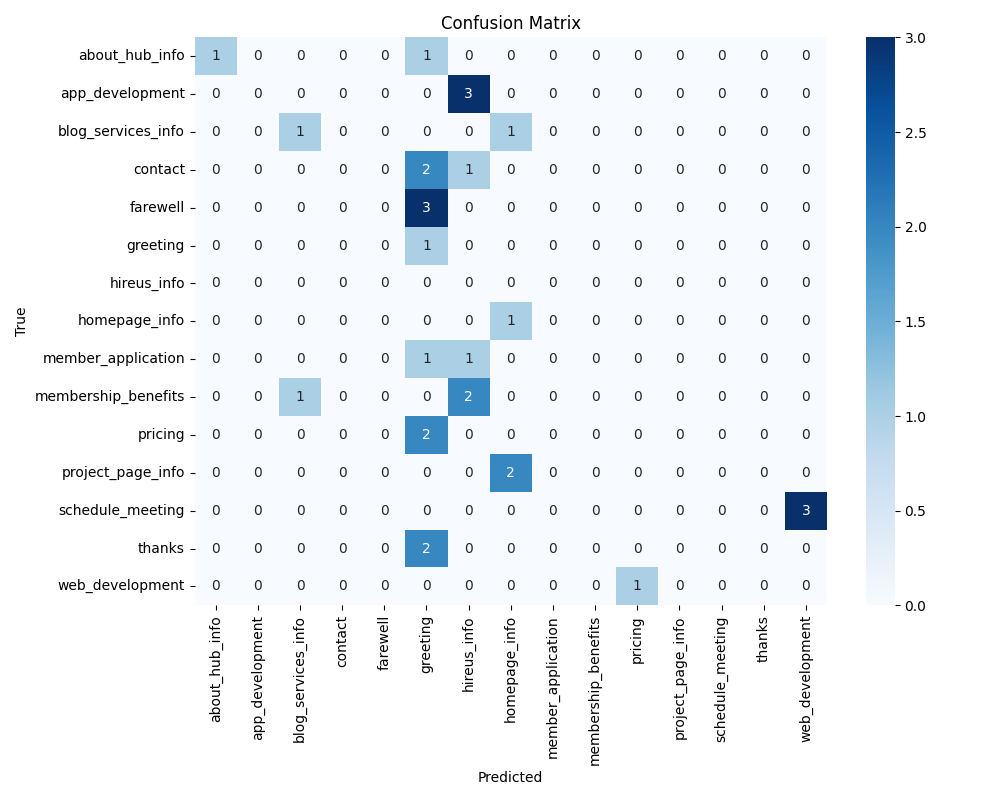 Confusion Matrix
True
about_hub_info 1 0 0 0 0 1 0 0 0 0 0 0 0 0 0
app_development 0 0 0 0 0 0 3 0 0 0 0 0 0 0 0
blog_services_info 0 0 1 0 0 0 0 1 0 0 0 0 0 0 0
contact 0 0 0 0 0 2 1 0 0 0 0 0 0 0 0
farewell 0 0 0 0 0 3 0 0 0 0 0 0 0 0 0
greeting 0 0 0 0 0 1 0 0 0 0 0 0 0 0 0
hireus_info 0 0 0 0 0 0 0 0 0 0 0 0 0 0 0
homepage_info 0 0 0 0 0 0 0 1 0 0 0 0 0 0 0
member_application 0 0 0 0 0 1 1 0 0 0 0 0 0 0 0
membership_benefits 0 0 1 0 0 0 2 0 0 0 0 0 0 0 0
pricing 0 0 0 0 0 2 0 0 0 0 0 0 0 0 0
project_page_info 0 0 0 0 0 0 0 2 0 0 0 0 0 0 0
schedule_meeting 0 0 0 0 0 0 0 0 0 0 0 0 0 0 3
thanks 0 0 0 0 0 2 0 0 0 0 0 0 0 0 0
web_development 0 0 0 0 0 0 0 0 0 0 1 0 0 0 0
about_hub_info
app_development
blog_services_info
contact
farewell
greeting
hireus_info
homepage_info
member_application
membership_benefits
pricing
project_page_info
schedule_meeting
thanks
web_development
Predicted
3.0
2.5
2.0
1.5
1.0
0.5
0.0